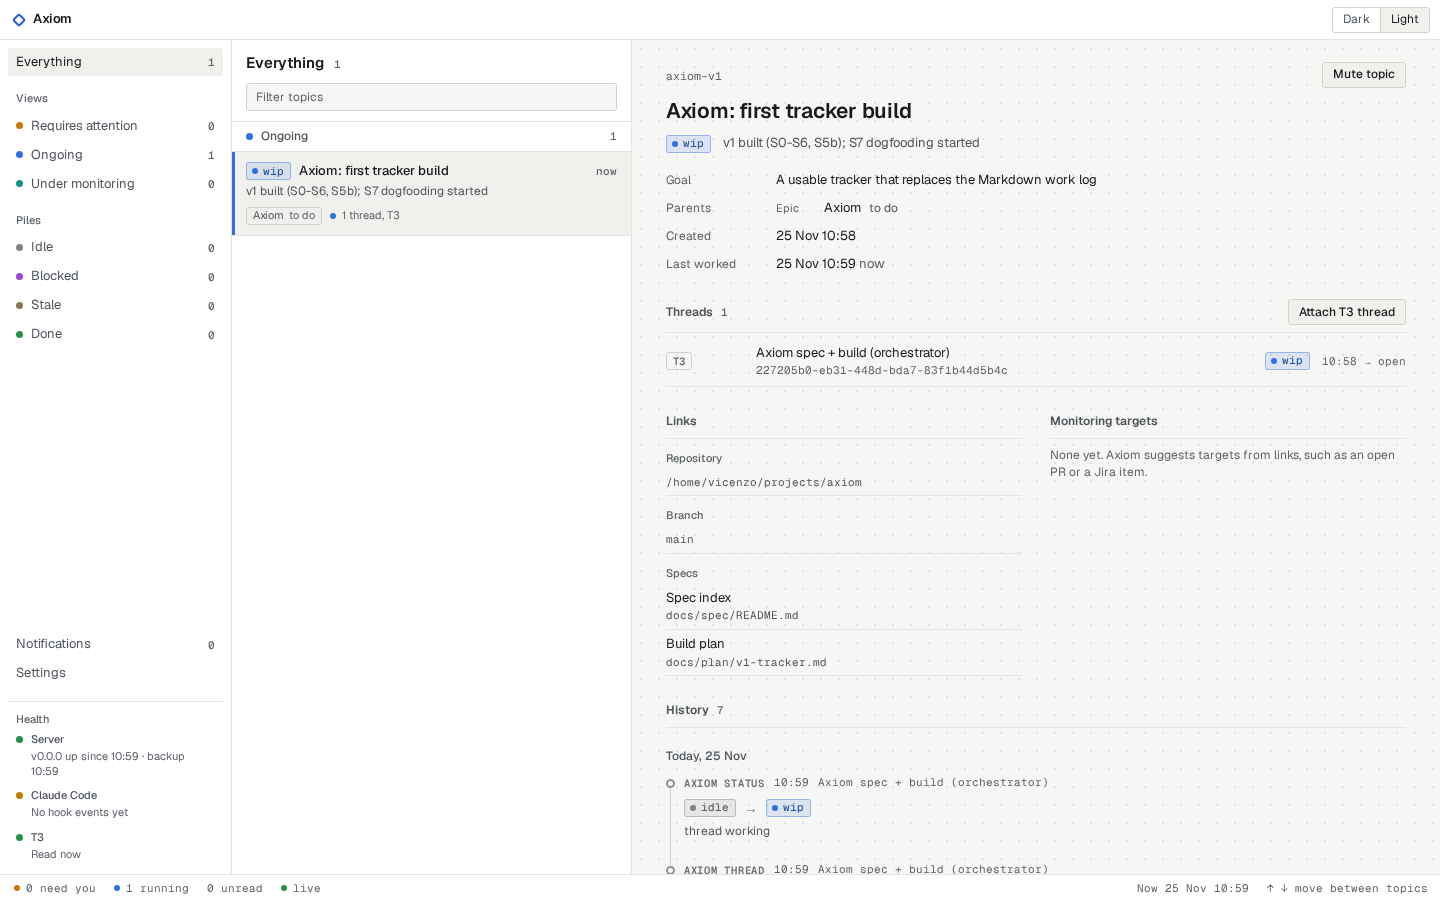 Axiom
Dark Light
Everything 1
Views
Requires attention 0
Ongoing 1
Under monitoring 0
Piles
Idle 0
Blocked 0
Stale 0
Done 0
Notifications 0
Settings
Health
Server
v0.0.0 up since 10:59 · backup
10:59
Claude Code
No hook events yet
T3
Read now
Everything 1
Filter topics
Ongoing 1
wip Axiom: first tracker build now
v1 built (S0-S6, S5b); S7 dogfooding started
Axiom to do 1 thread, T3
axiom-v1
Mute topic
Axiom: first tracker build
wip v1 built (S0-S6, S5b); S7 dogfooding started
Goal A usable tracker that replaces the Markdown work log
Parents Epic Axiom to do
Created 25 Nov 10:58
Last worked 25 Nov 10:59 now
Threads 1 Attach T3 thread
T3 Axiom spec + build (orchestrator) wip 10:58 → open
227205b0-eb31-448d-bda7-83f1b44d5b4c
Links
Repository
/home/vicenzo/projects/axiom
Branch
main
Specs
Spec index
docs/spec/README.md
Build plan
docs/plan/v1-tracker.md
Monitoring targets
None yet. Axiom suggests targets from links, such as an open
PR or a Jira item.
History 7
Today, 25 Nov
AXIOM STATUS 10:59 Axiom spec + build (orchestrator)
idle → wip
thread working
AXIOM THREAD 10:59 Axiom spec + build (orchestrator)
0 need you 1 running 0 unread live
Now 25 Nov 10:59 ↑ ↓ move between topics